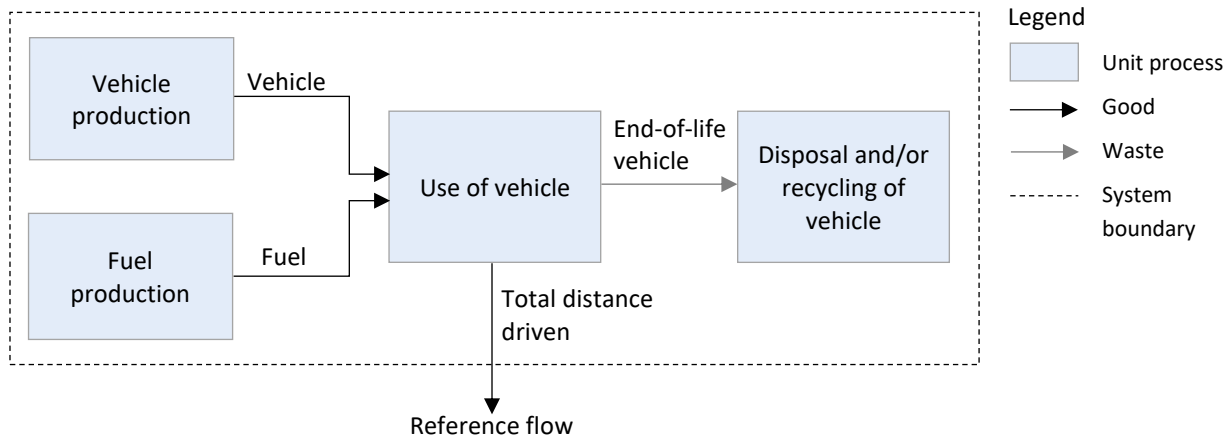 Vehicle
production
Vehicle
Fuel
production
Fuel
Use of vehicle
End-of-life
vehicle
Disposal and/or
recycling of
vehicle
Total distance
driven
Reference flow
Legend
Unit process
Good
Waste
System
boundary